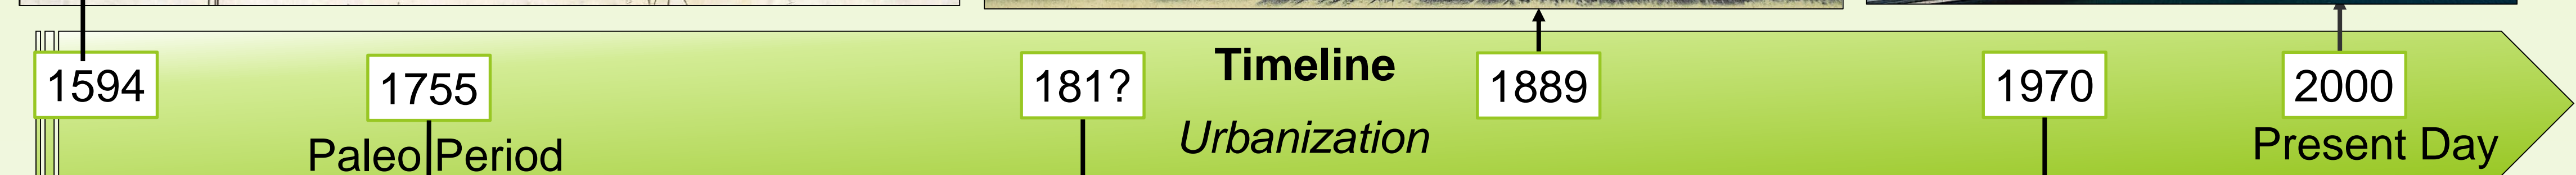 Timeline
1594 1755 181? 1889 1970 2000
Urbanization
Paleo Period Present Day